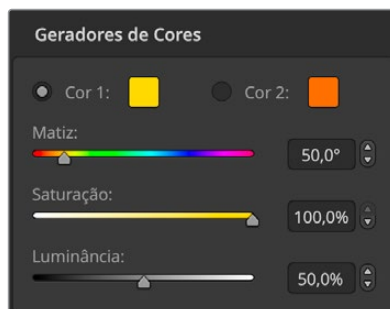 Geradores de Cores
Cor 1: Cor 2:
Matiz:
50,0°
Saturação:
100,0%
Luminância:
50,0%